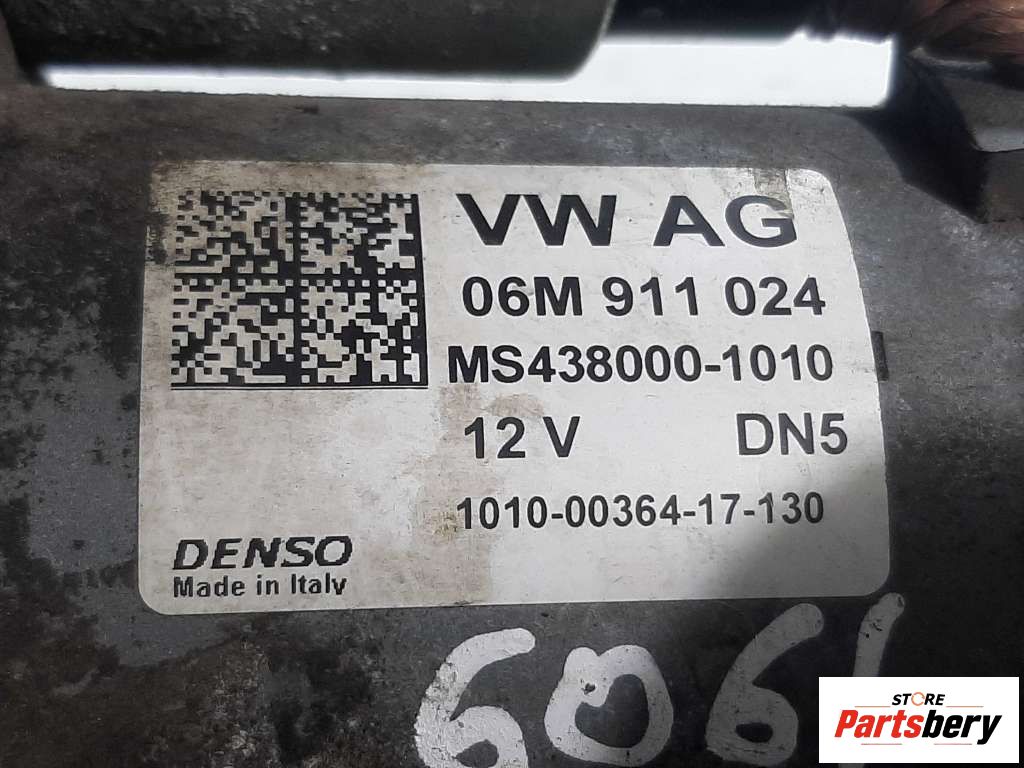 VW AG
06M 911 024
MS438000-1010
12 V DN5
1010-00364-17-130
DENSO
Made in Italy
6061
STORE
Partsbery